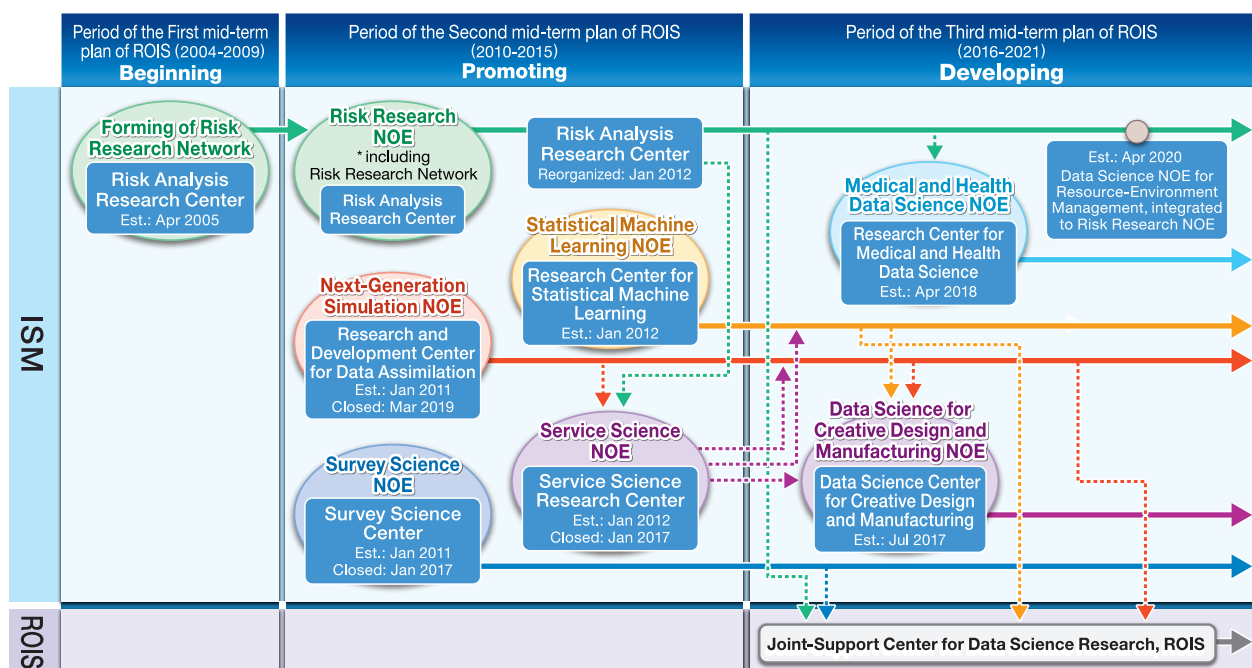 Period of the First mid-term
plan of ROIS (2004-2009)
Beginning
Period of the Second mid-term plan of ROIS
(2010-2015)
Promoting
Period of the Third mid-term plan of ROIS
(2016-2021)
Developing
ISM
Forming of Risk
Research Network
Risk Analysis
Research Center
Est.: Apr 2005
Risk Research
NOE
* including
Risk Research Network
Risk Analysis
Research Center
Risk Analysis
Research Center
Reorganized: Jan 2012
Statistical Machine
Learning NOE
Research Center for
Statistical Machine
Learning
Est.: Jan 2012
Next-Generation
Simulation NOE
Research and
Development Center
for Data Assimilation
Est.: Jan 2011
Closed: Mar 2019
Service Science
NOE
Service Science
Research Center
Est.: Jan 2012
Closed: Jan 2017
Survey Science
NOE
Survey Science
Center
Est.: Jan 2011
Closed: Jan 2017
Medical and Health
Data Science NOE
Research Center for
Medical and Health
Data Science
Est.: Apr 2018
Est.: Apr 2020
Data Science NOE for
Resource-Environment
Management, integrated
to Risk Research NOE
Data Science for
Creative Design and
Manufacturing NOE
Data Science Center
for Creative Design
and Manufacturing
Est.: Jul 2017
ROIS
Joint-Support Center for Data Science Research, ROIS